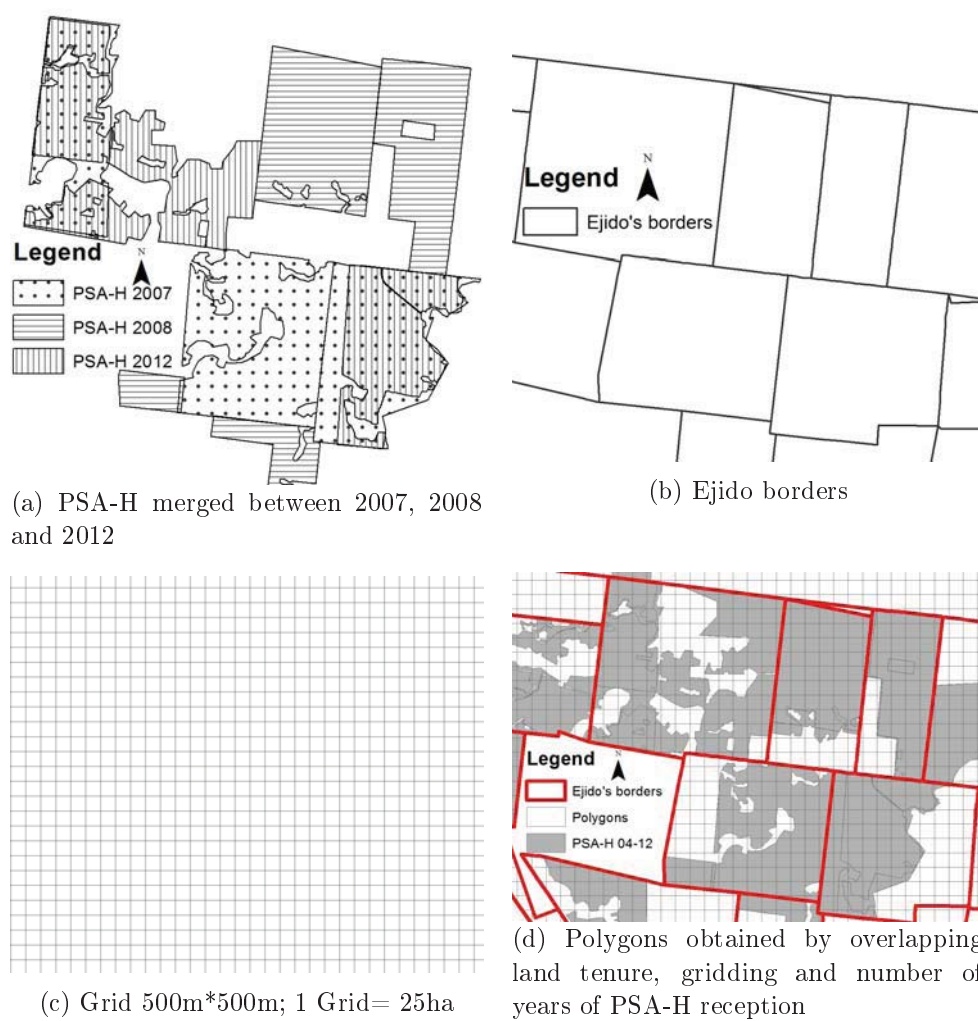 Legend
N
PSA-H 2007
PSA-H 2008
PSA-H 2012
(a) PSA-H merged between 2007, 2008
and 2012
Legend
N
Ejido's borders
(b) Ejido borders
(c) Grid 500m*500m; 1 Grid= 25ha
Legend
N
Ejido's borders
Polygons
PSA-H 04-12
(d) Polygons obtained by overlapping
land tenure, gridding and number of
years of PSA-H reception